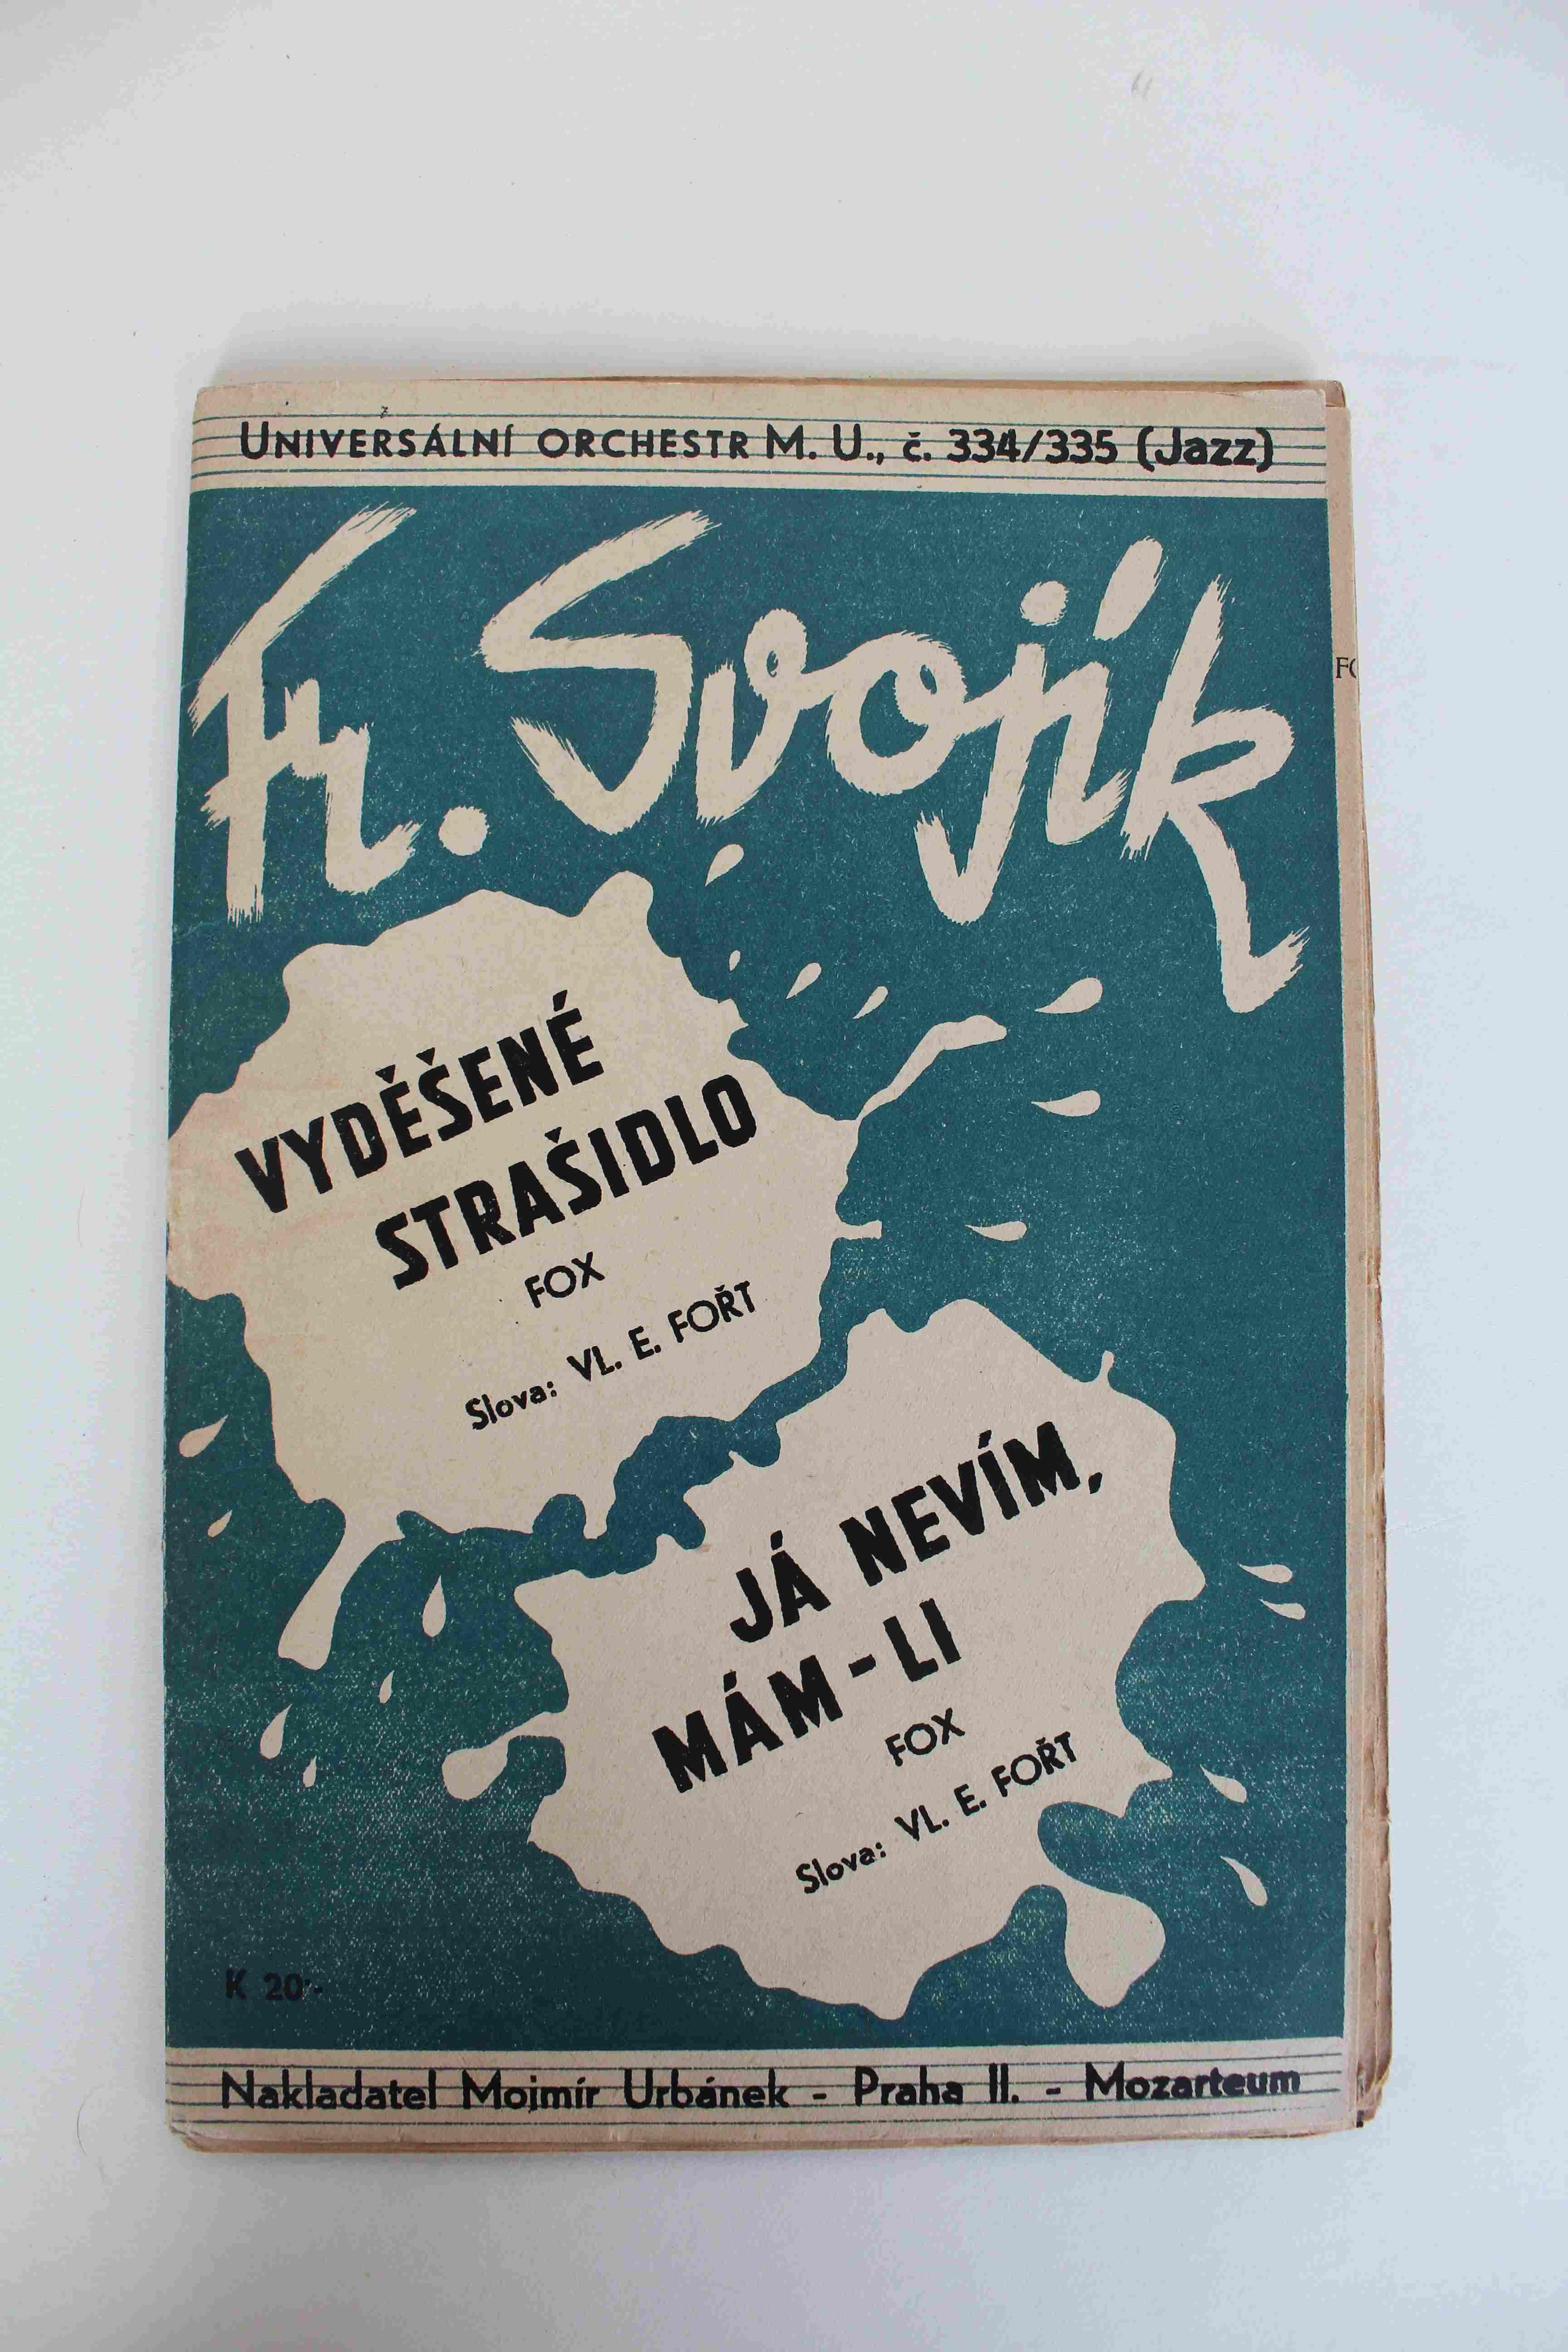 UNIVERSÁLNÍ ORCHESTR M. U., č. 334/335 (Jazz)
Fr. Svojík
VYDĚŠENÉ
STRAŠIDLO
FOX
Slova: VL. E. FOŘT
JÁ NEVÍM,
MÁM-LI
FOX
Slova: VL. E. FOŘT
K 20·-
Nakladatel Mojmír Urbánek - Praha II. - Mozarteum